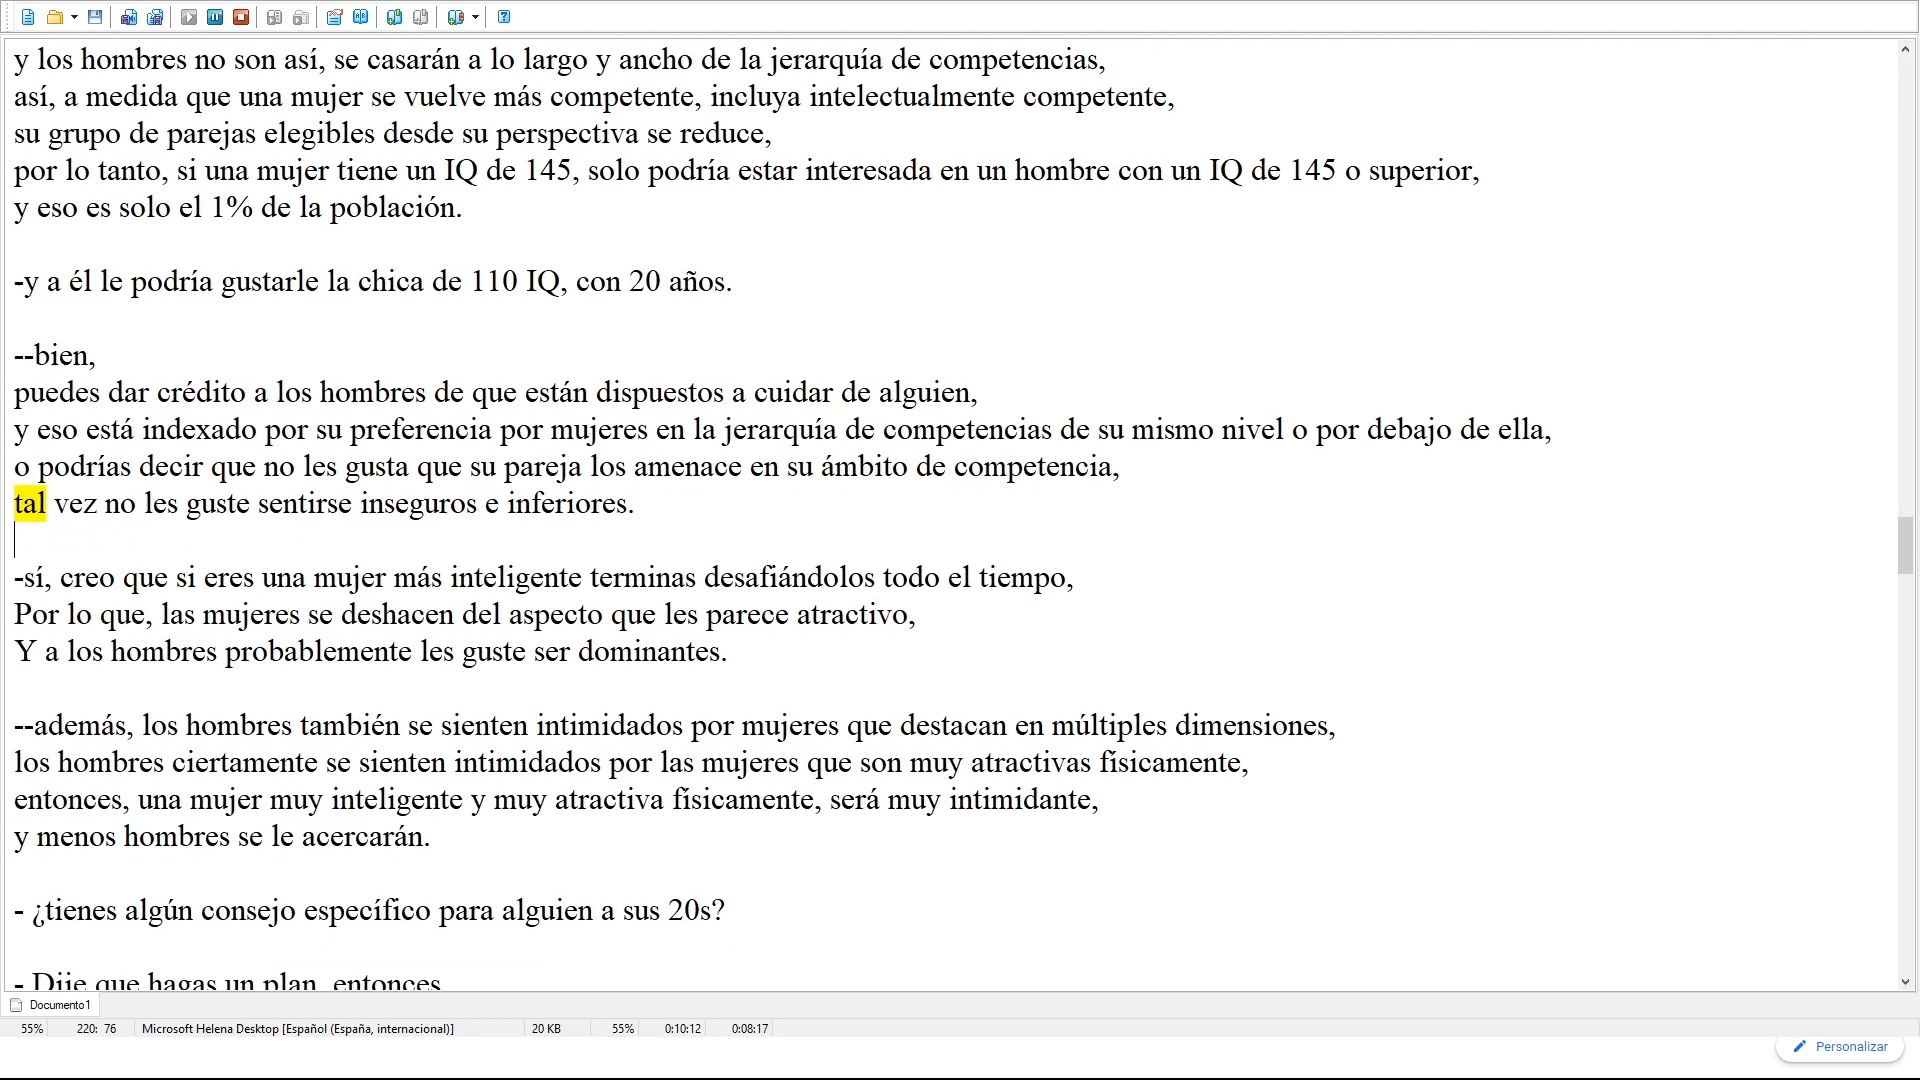 y los hombres no son así, se casarán a lo largo y ancho de la jerarquía de competencias,
así, a medida que una mujer se vuelve más competente, incluya intelectualmente competente,
su grupo de parejas elegibles desde su perspectiva se reduce,
por lo tanto, si una mujer tiene un IQ de 145, solo podría estar interesada en un hombre con un IQ de 145 o superior,
y eso es solo el 1% de la población.
-y a él le podría gustarle la chica de 110 IQ, con 20 años.
--bien,
puedes dar crédito a los hombres de que están dispuestos a cuidar de alguien,
y eso está indexado por su preferencia por mujeres en la jerarquía de competencias de su mismo nivel o por debajo de ella,
o podrías decir que no les gusta que su pareja los amenace en su ámbito de competencia,
tal vez no les guste sentirse inseguros e inferiores.
-sí, creo que si eres una mujer más inteligente terminas desafiándolos todo el tiempo,
Por lo que, las mujeres se deshacen del aspecto que les parece atractivo,
Y a los hombres probablemente les guste ser dominantes.
--además, los hombres también se sienten intimidados por mujeres que destacan en múltiples dimensiones,
los hombres ciertamente se sienten intimidados por las mujeres que son muy atractivas físicamente,
entonces, una mujer muy inteligente y muy atractiva físicamente, será muy intimidante,
y menos hombres se le acercarán.
- ¿tienes algún consejo específico para alguien a sus 20s?
- Dije que hagas un plan, entonces
Documento1
55% 220: 76 Microsoft Helena Desktop [Español (España, internacional)] 20 KB 55% 0:10:12 0:08:17
Personalizar